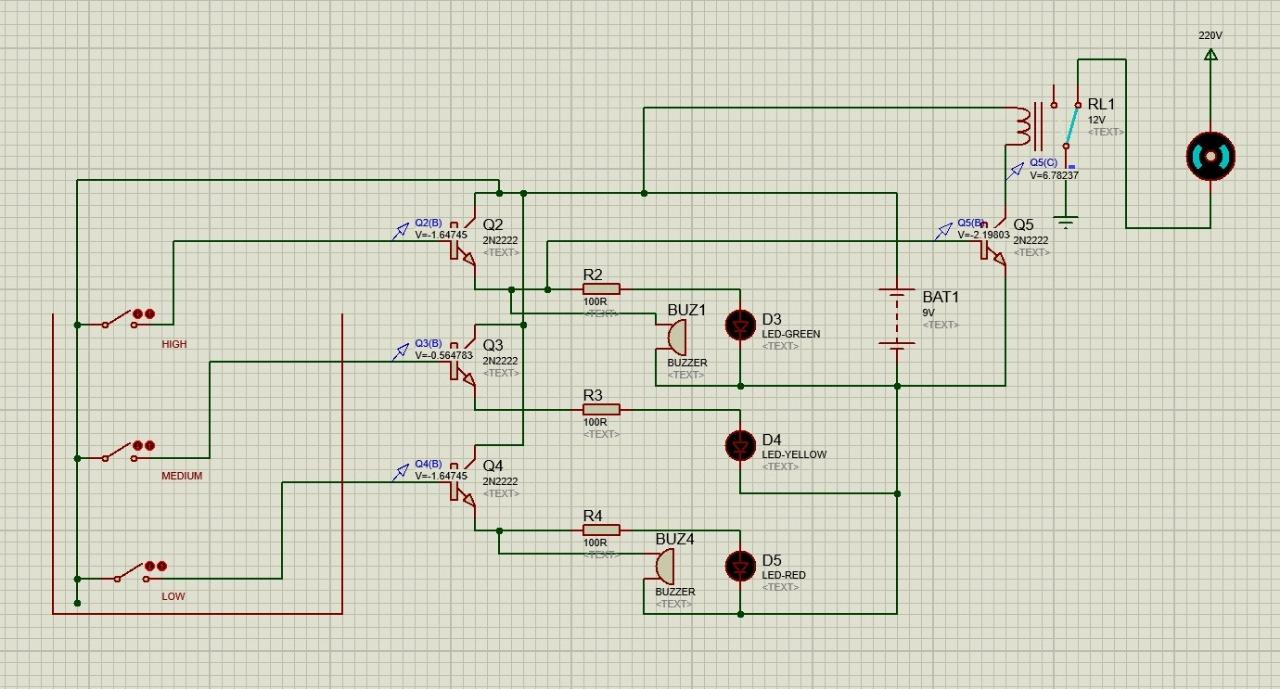 220V
RL1
12V
<TEXT>
Q5(C)
V=6.78237
Q2(B)
V=-1.64745
Q2
2N2222
<TEXT>
Q5(B)
V=-2.19803
Q5
2N2222
<TEXT>
R2
100R
<TEXT>
BUZ1
BUZZER
<TEXT>
D3
LED-GREEN
<TEXT>
BAT1
9V
<TEXT>
HIGH
Q3(B)
V=-0.564783
Q3
2N2222
<TEXT>
R3
100R
<TEXT>
D4
LED-YELLOW
<TEXT>
MEDIUM
Q4(B)
V=-1.64745
Q4
2N2222
<TEXT>
R4
100R
<TEXT>
BUZ4
BUZZER
<TEXT>
D5
LED-RED
<TEXT>
LOW